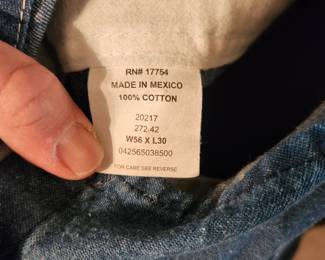 RN# 17754
MADE IN MEXICO
100% COTTON
20217
272.42
W56 X L30
042565038500
FOR CARE SEE REVERSE